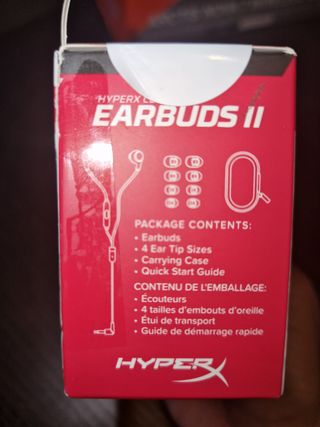 HYPERX
EARBUDS II
PACKAGE CONTENTS:
• Earbuds
• 4 Ear Tip Sizes
• Carrying Case
• Quick Start Guide
CONTENU DE L'EMBALLAGE:
• Écouteurs
• 4 tailles d'embouts d'oreille
• Étui de transport
• Guide de démarrage rapide
HYPERX